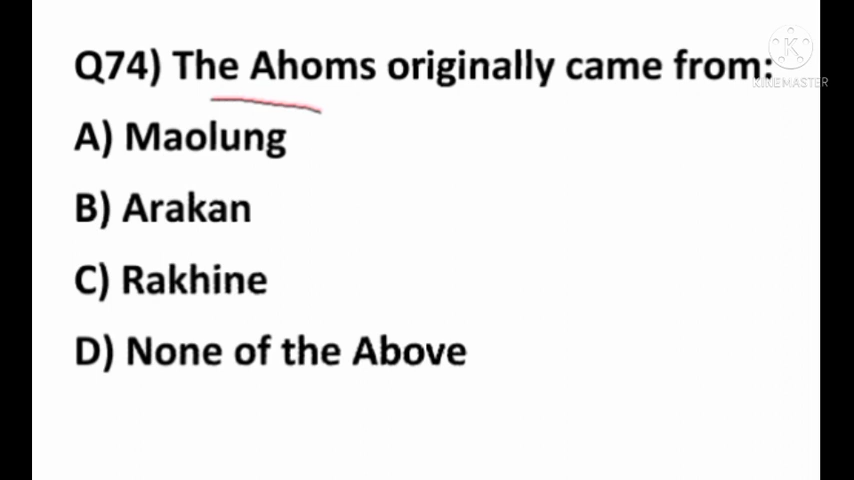 Q74) The Ahoms originally came from:
KINEMASTER
A) Maolung
B) Arakan
C) Rakhine
D) None of the Above